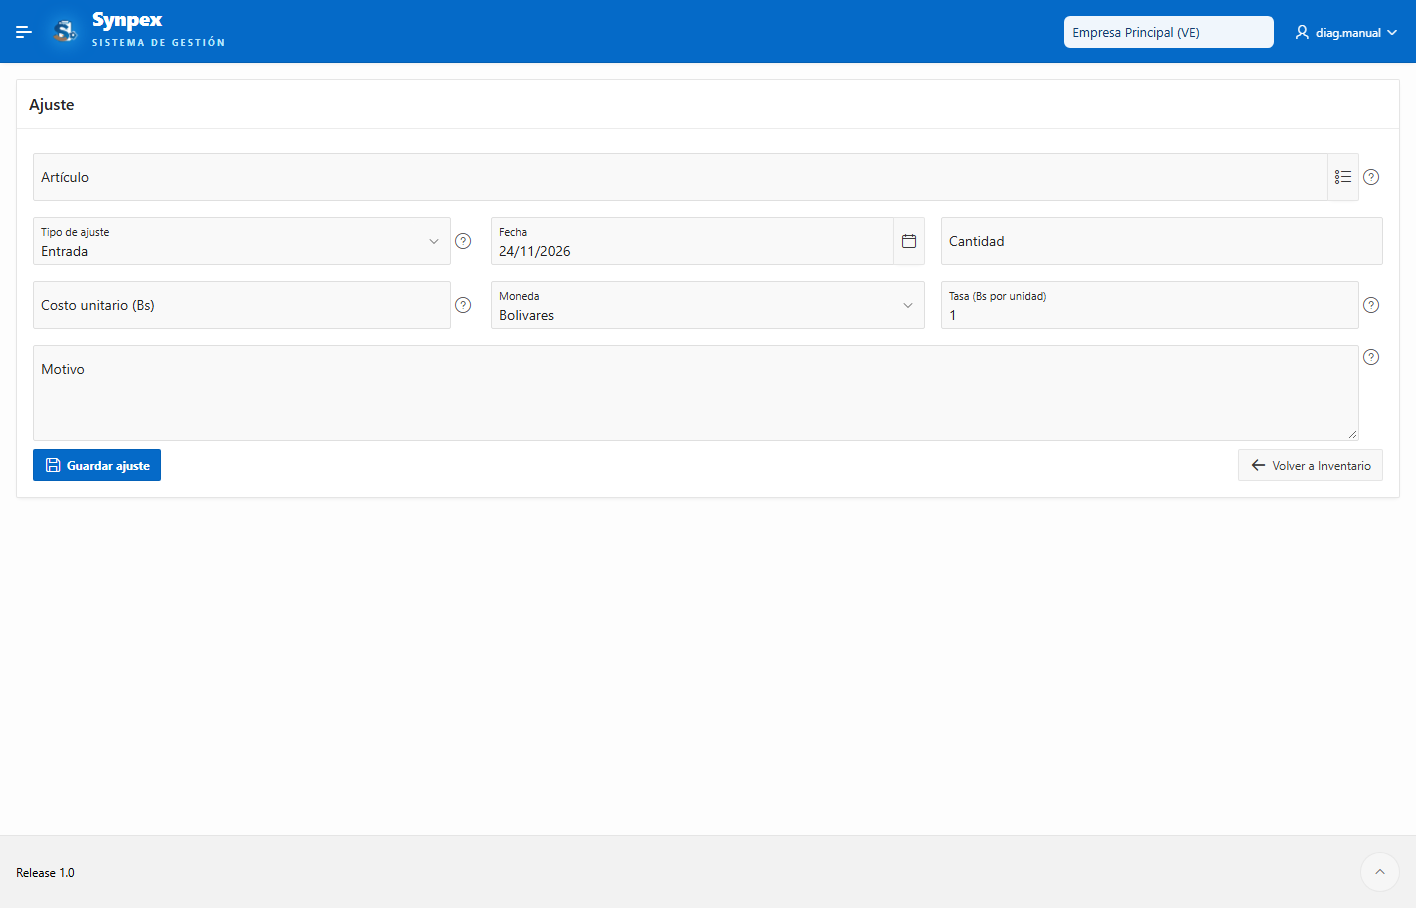 Synpex
SISTEMA DE GESTIÓN
Empresa Principal (VE)
diag.manual
Ajuste
Artículo
Tipo de ajuste
Entrada
Fecha
24/11/2026
Cantidad
Costo unitario (Bs)
Moneda
Bolivares
Tasa (Bs por unidad)
1
Motivo
Guardar ajuste
Volver a Inventario
Release 1.0